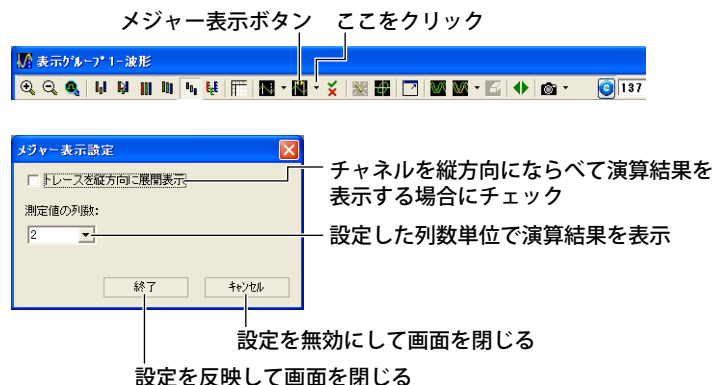 メジャー表示ボタン ここをクリック
表示グループ1-波形
137
メジャー表示設定
トレースを縦方向に展開表示
チャネルを縦方向にならべて演算結果を
表示する場合にチェック
測定値の列数:
2
設定した列数単位で演算結果を表示
終了 キャンセル
設定を無効にして画面を閉じる
設定を反映して画面を閉じる